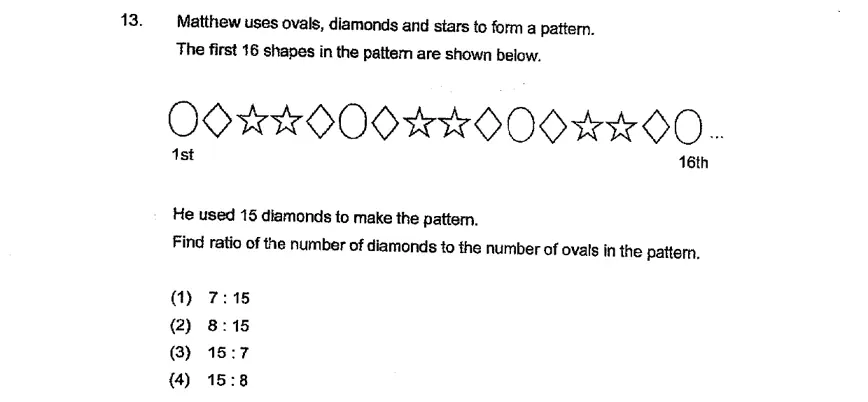 13. Matthew uses ovals, diamonds and stars to form a pattern.
The first 16 shapes in the pattern are shown below.
...
1st 16th
He used 15 diamonds to make the pattern.
Find ratio of the number of diamonds to the number of ovals in the pattern.
(1) 7 : 15
(2) 8 : 15
(3) 15 : 7
(4) 15 : 8